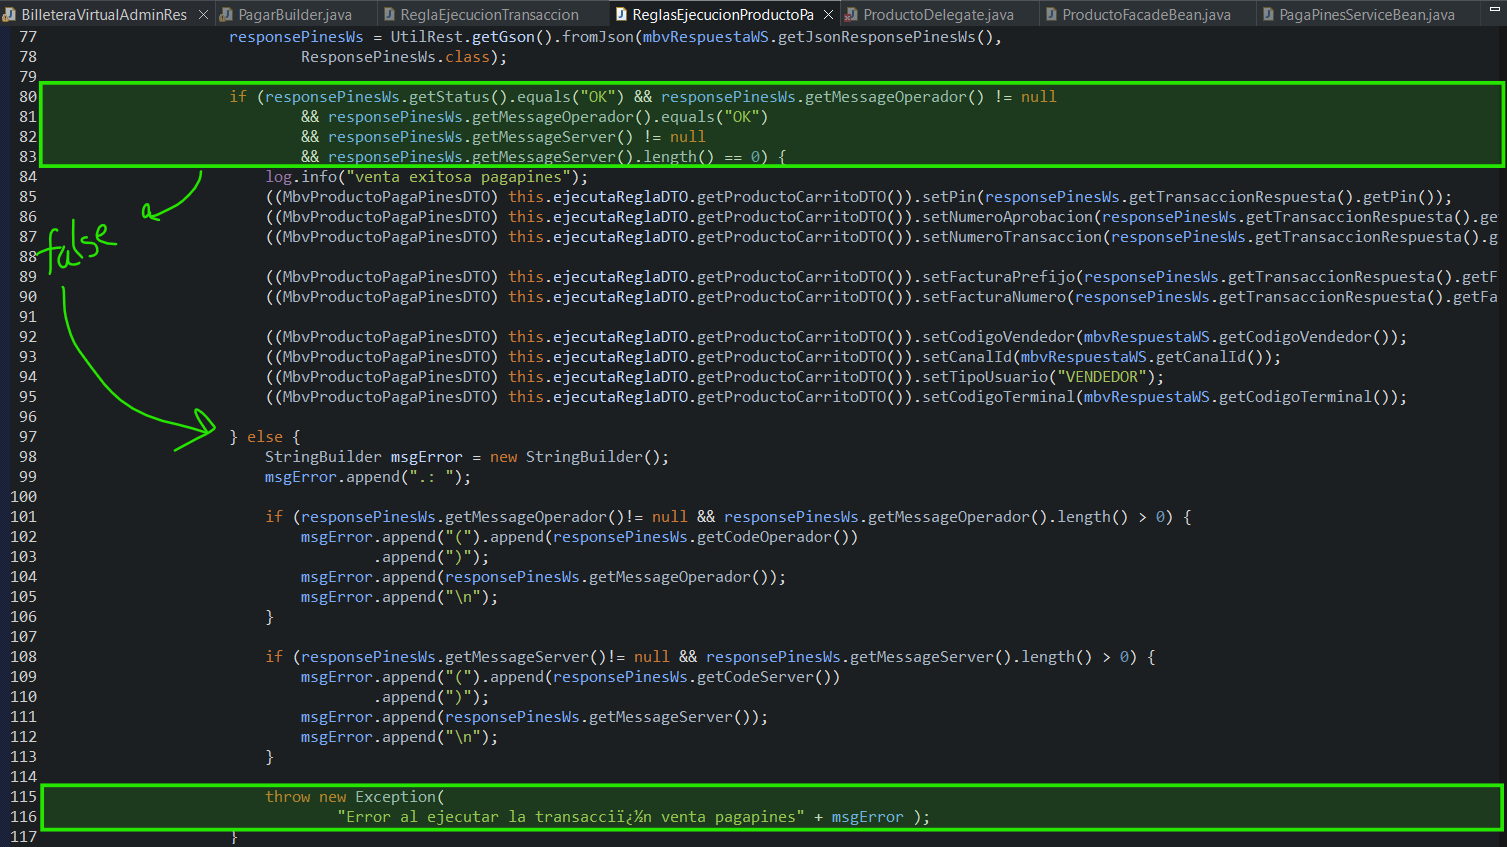 BilleteraVirtualAdminRes PagarBuilder.java ReglaEjecucionTransaccion ReglasEjecucionProductoPa ProductoDelegate.java ProductoFacadeBean.java PagaPinesServiceBean.java
77 responsePinesWs = UtilRest.getGson().fromJson(mbvRespuestaWS.getJsonResponsePinesWs(),
78 ResponsePinesWs.class);
79
80 if (responsePinesWs.getStatus().equals("OK") && responsePinesWs.getMessageOperador() != null
81 && responsePinesWs.getMessageOperador().equals("OK")
82 && responsePinesWs.getMessageServer() != null
83 && responsePinesWs.getMessageServer().length() == 0) {
84 log.info("venta exitosa pagapines");
85 ((MbvProductoPagaPinesDTO) this.ejecutaReglaDTO.getProductoCarritoDTO()).setPin(responsePinesWs.getTransaccionRespuesta().getPin());
86 ((MbvProductoPagaPinesDTO) this.ejecutaReglaDTO.getProductoCarritoDTO()).setNumeroAprobacion(responsePinesWs.getTransaccionRespuesta().ge
87 ((MbvProductoPagaPinesDTO) this.ejecutaReglaDTO.getProductoCarritoDTO()).setNumeroTransaccion(responsePinesWs.getTransaccionRespuesta().g
false
88
89 ((MbvProductoPagaPinesDTO) this.ejecutaReglaDTO.getProductoCarritoDTO()).setFacturaPrefijo(responsePinesWs.getTransaccionRespuesta().getF
90 ((MbvProductoPagaPinesDTO) this.ejecutaReglaDTO.getProductoCarritoDTO()).setFacturaNumero(responsePinesWs.getTransaccionRespuesta().getFa
91
92 ((MbvProductoPagaPinesDTO) this.ejecutaReglaDTO.getProductoCarritoDTO()).setCodigoVendedor(mbvRespuestaWS.getCodigoVendedor());
93 ((MbvProductoPagaPinesDTO) this.ejecutaReglaDTO.getProductoCarritoDTO()).setCanalId(mbvRespuestaWS.getCanalId());
94 ((MbvProductoPagaPinesDTO) this.ejecutaReglaDTO.getProductoCarritoDTO()).setTipoUsuario("VENDEDOR");
95 ((MbvProductoPagaPinesDTO) this.ejecutaReglaDTO.getProductoCarritoDTO()).setCodigoTerminal(mbvRespuestaWS.getCodigoTerminal());
96
97 } else {
98 StringBuilder msgError = new StringBuilder();
99 msgError.append(".: ");
100
101 if (responsePinesWs.getMessageOperador()!= null && responsePinesWs.getMessageOperador().length() > 0) {
102 msgError.append("(").append(responsePinesWs.getCodeOperador())
103 .append(")");
104 msgError.append(responsePinesWs.getMessageOperador());
105 msgError.append("\n");
106 }
107
108 if (responsePinesWs.getMessageServer()!= null && responsePinesWs.getMessageServer().length() > 0) {
109 msgError.append("(").append(responsePinesWs.getCodeServer())
110 .append(")");
111 msgError.append(responsePinesWs.getMessageServer());
112 msgError.append("\n");
113 }
114
115 throw new Exception(
116 "Error al ejecutar la transacciï¿½n venta pagapines" + msgError );
117 }